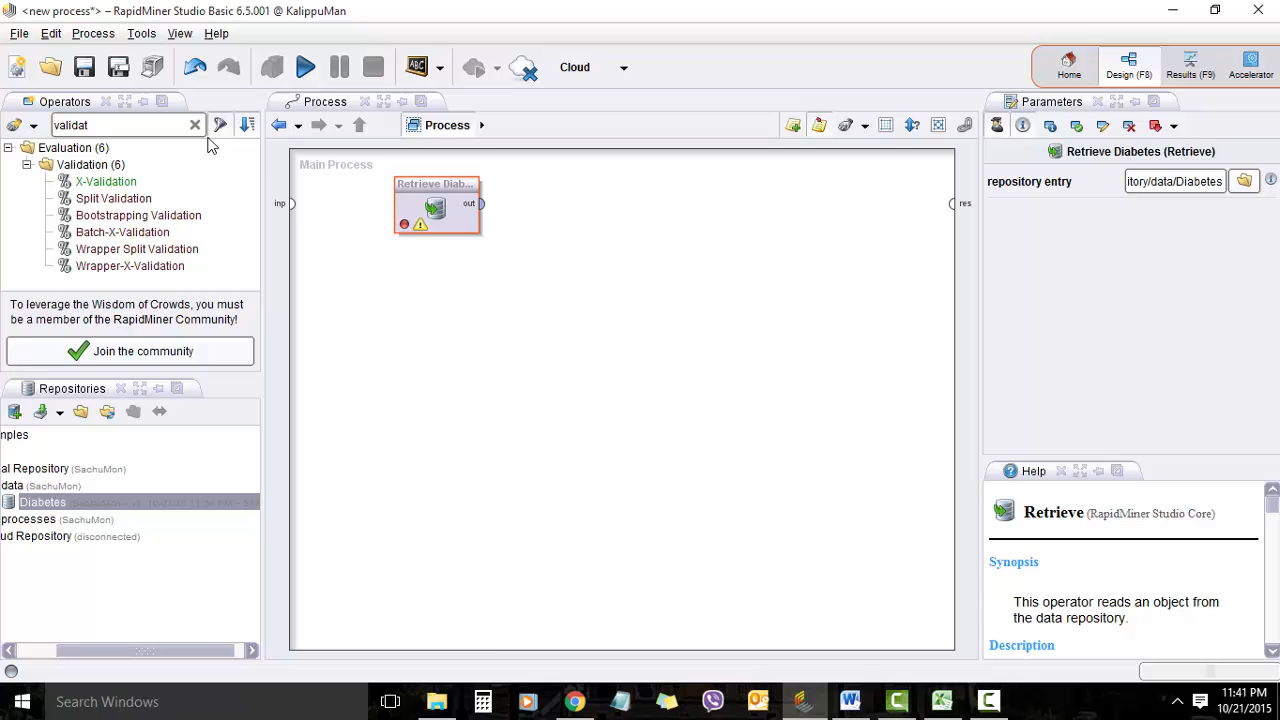 <new process*> – RapidMiner Studio Basic 6.5.001 @ KalippuMan
File Edit Process Tools View Help
Cloud
Home
Design (F8)
Results (F9)
Accelerator
Operators
Process
Parameters
validat
Process
Evaluation (6)
Validation (6)
X-Validation
Split Validation
Bootstrapping Validation
Batch-X-Validation
Wrapper Split Validation
Wrapper-X-Validation
To leverage the Wisdom of Crowds, you must
be a member of the RapidMiner Community!
Join the community
Repositories
mples
al Repository (SachuMon)
data (SachuMon)
Diabetes
processes (SachuMon)
ud Repository (disconnected)
Main Process
Retrieve Diab...
inp
out
res
Retrieve Diabetes (Retrieve)
repository entry
itory/data/Diabetes
Help
Retrieve (RapidMiner Studio Core)
Synopsis
This operator reads an object from
the data repository.
Description
Search Windows
11:41 PM
10/21/2015